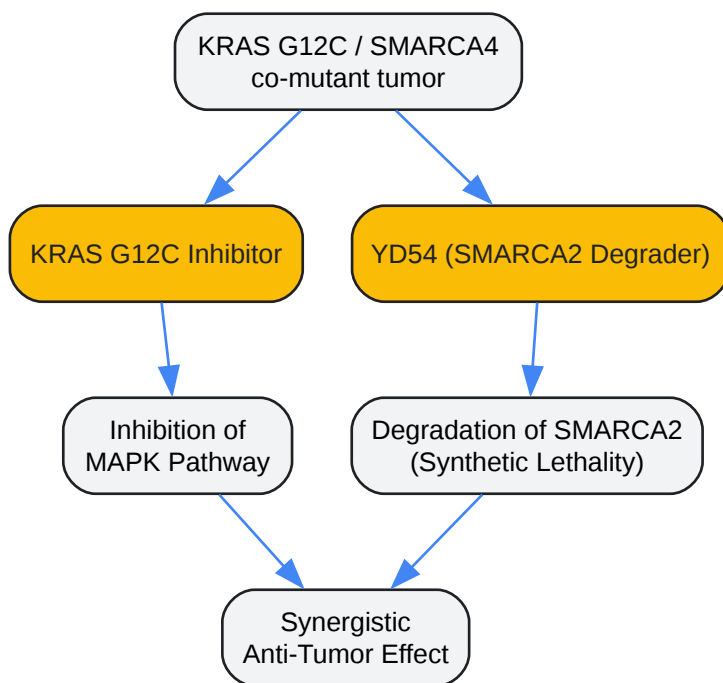 KRAS G12C / SMARCA4
co-mutant tumor
KRAS G12C Inhibitor
YD54 (SMARCA2 Degrader)
Inhibition of
MAPK Pathway
Degradation of SMARCA2
(Synthetic Lethality)
Synergistic
Anti-Tumor Effect